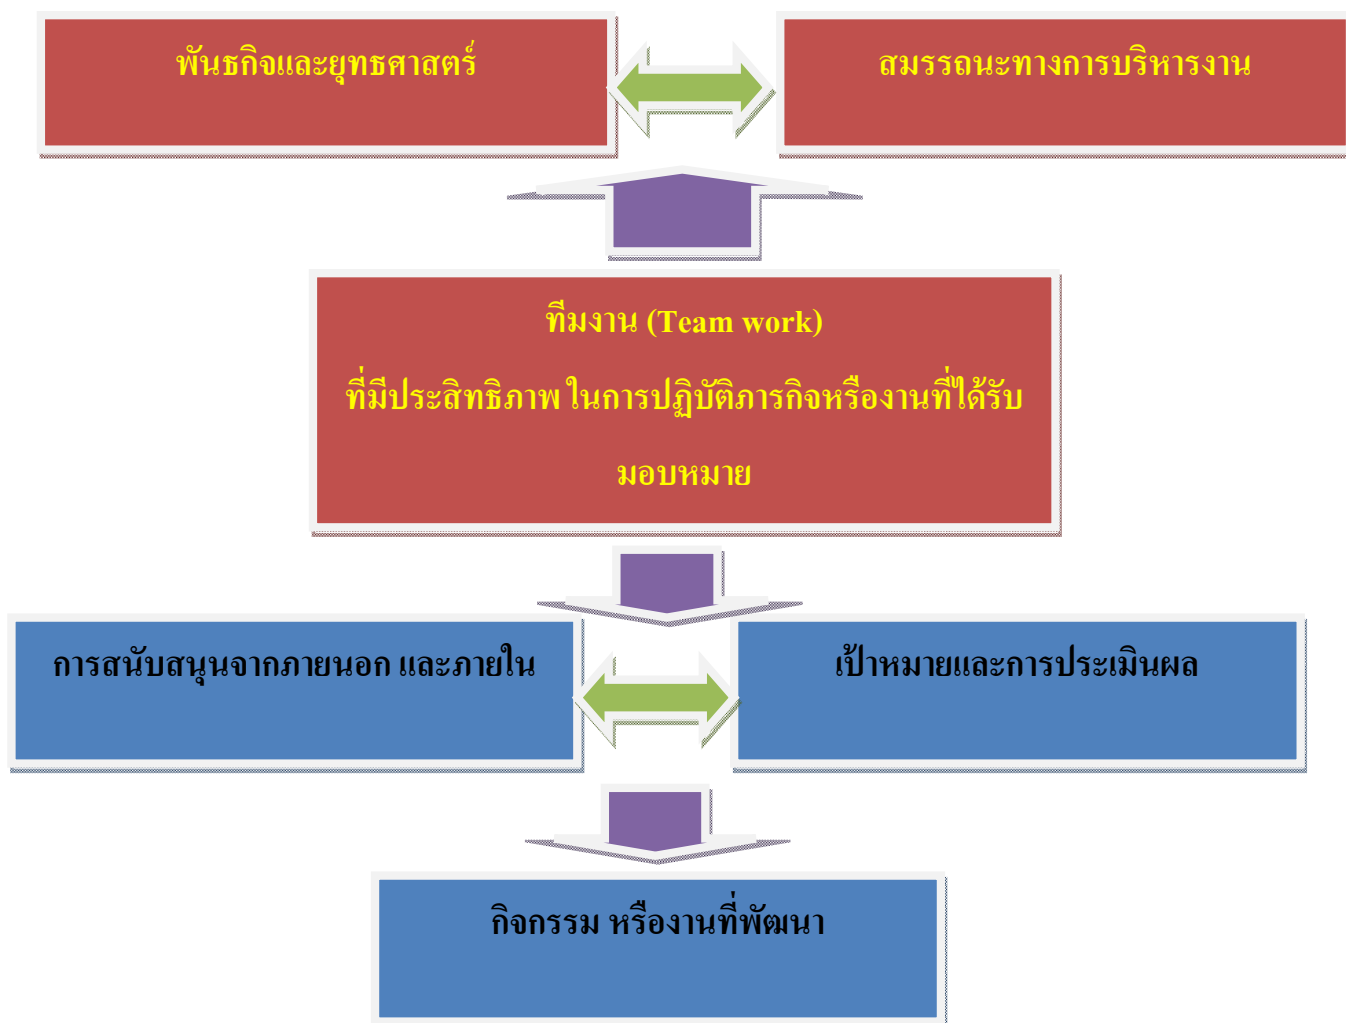 พันธกิจและยุทธศาสตร์
สมรรถนะทางการบริหารงาน
ทีมงาน (Team work)
ที่มีประสิทธิภาพ ในการปฏิบัติภารกิจหรืองานที่ได้รับ
มอบหมาย
การสนับสนุนจากภายนอก และภายใน
เป้าหมายและการประเมินผล
กิจกรรม หรืองานที่พัฒนา